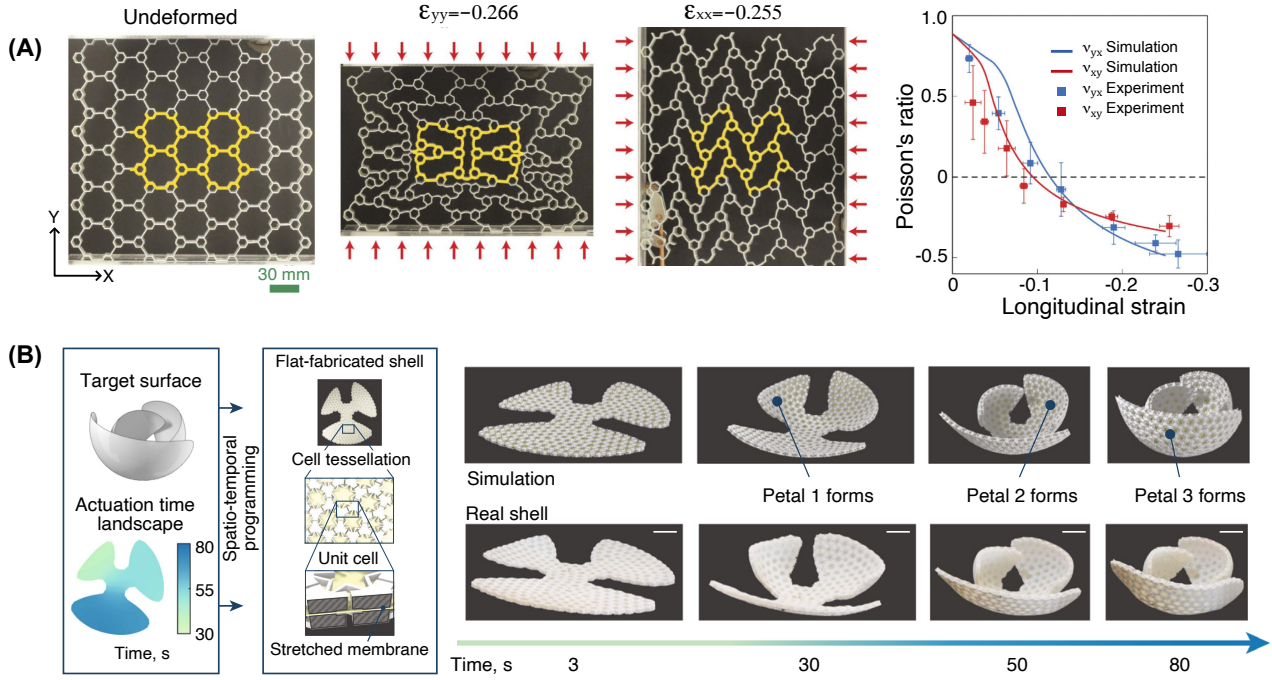 (A)
Undeformed
Y
X
30 mm
εyy=-0.266
εxx=-0.255
Poisson's ratio
1.0
0.5
0
-0.5
0
-0.1
-0.2
-0.3
Longitudinal strain
νyx Simulation
νxy Simulation
νyx Experiment
νxy Experiment
(B)
Target surface
Actuation time
landscape
80
55
30
Time, s
Spatio-temporal
programming
Flat-fabricated shell
Cell tessellation
Unit cell
Stretched membrane
Simulation
Petal 1 forms
Petal 2 forms
Petal 3 forms
Real shell
Time, s
3
30
50
80